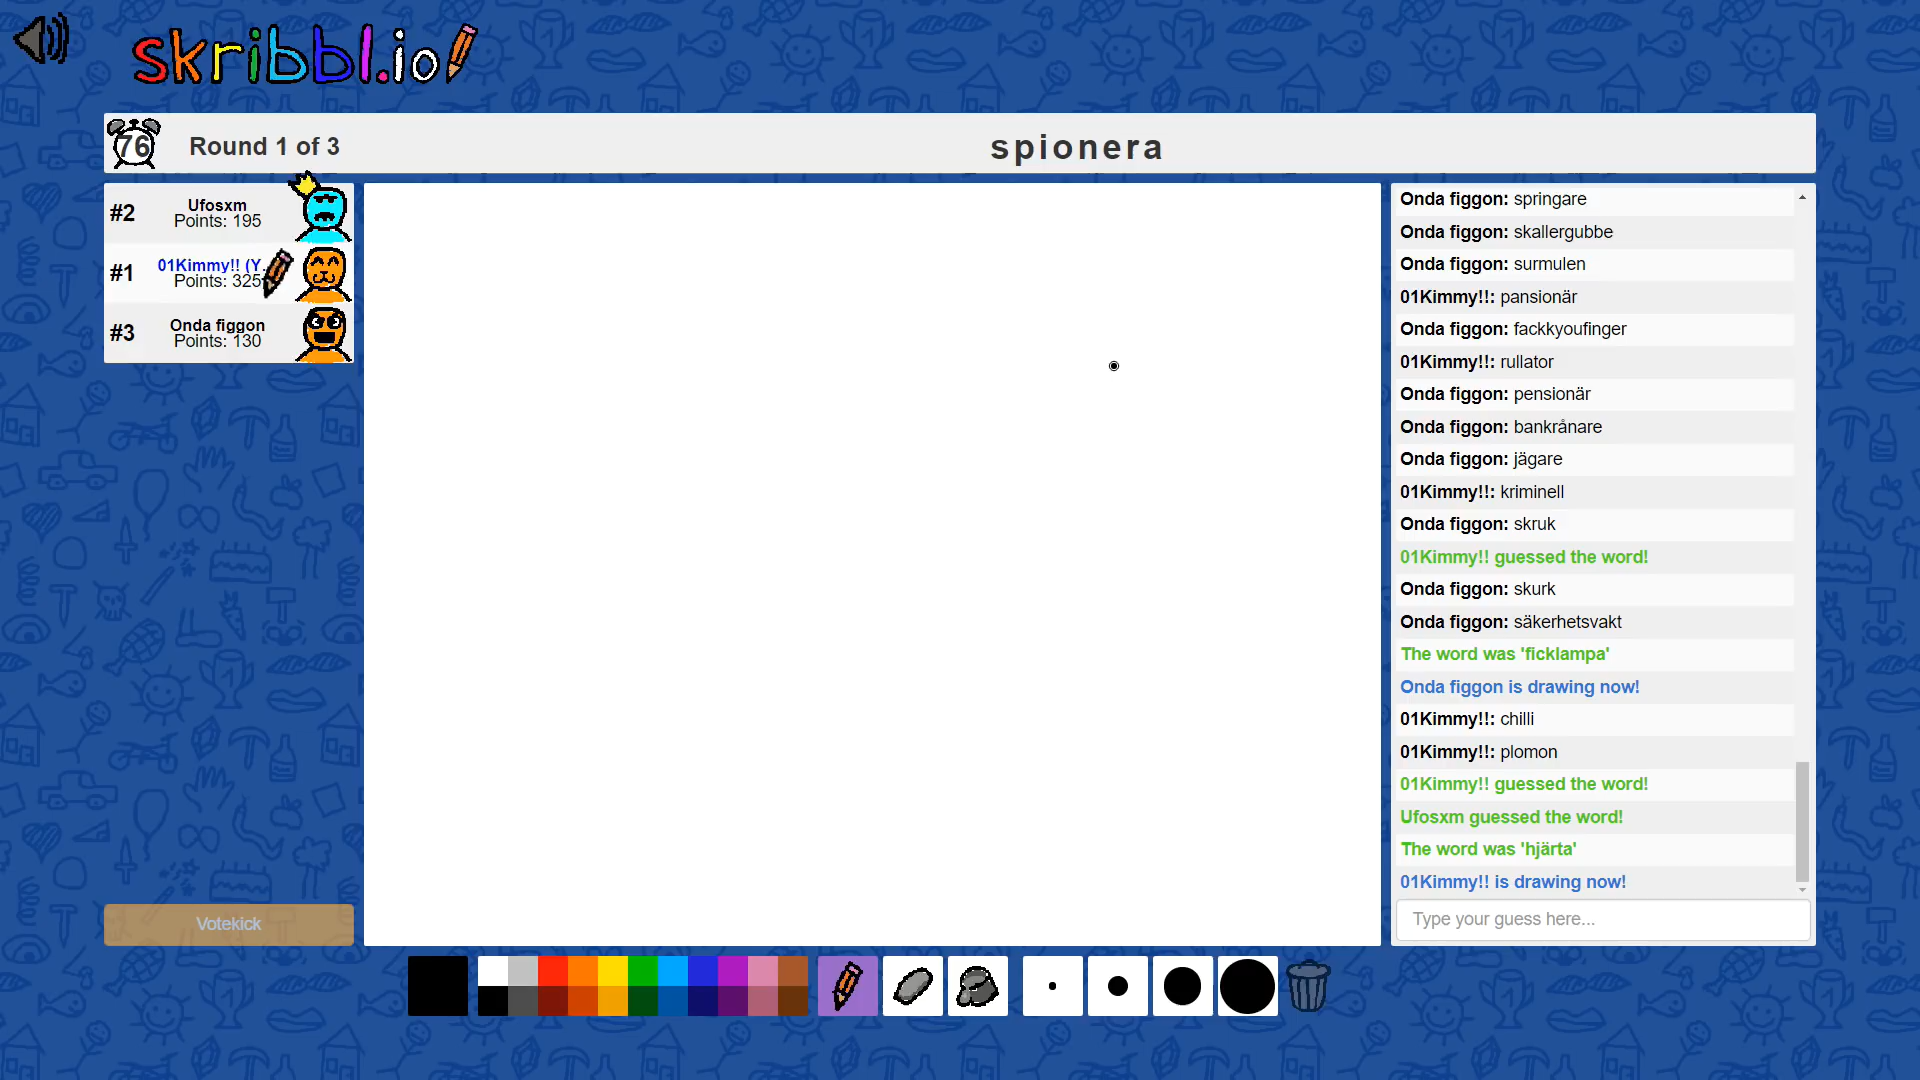 skribbl.io
76
Round 1 of 3
spionera
#2
Ufosxm
Points: 195
#1
01Kimmy!! (Y
Points: 325
#3
Onda figgon
Points: 130
Votekick
Onda figgon: springare
Onda figgon: skallergubbe
Onda figgon: surmulen
01Kimmy!!: pansionär
Onda figgon: fackkyoufinger
01Kimmy!!: rullator
Onda figgon: pensionär
Onda figgon: bankrånare
Onda figgon: jägare
01Kimmy!!: kriminell
Onda figgon: skruk
01Kimmy!! guessed the word!
Onda figgon: skurk
Onda figgon: säkerhetsvakt
The word was 'ficklampa'
Onda figgon is drawing now!
01Kimmy!!: chilli
01Kimmy!!: plomon
01Kimmy!! guessed the word!
Ufosxm guessed the word!
The word was 'hjärta'
01Kimmy!! is drawing now!
Type your guess here...